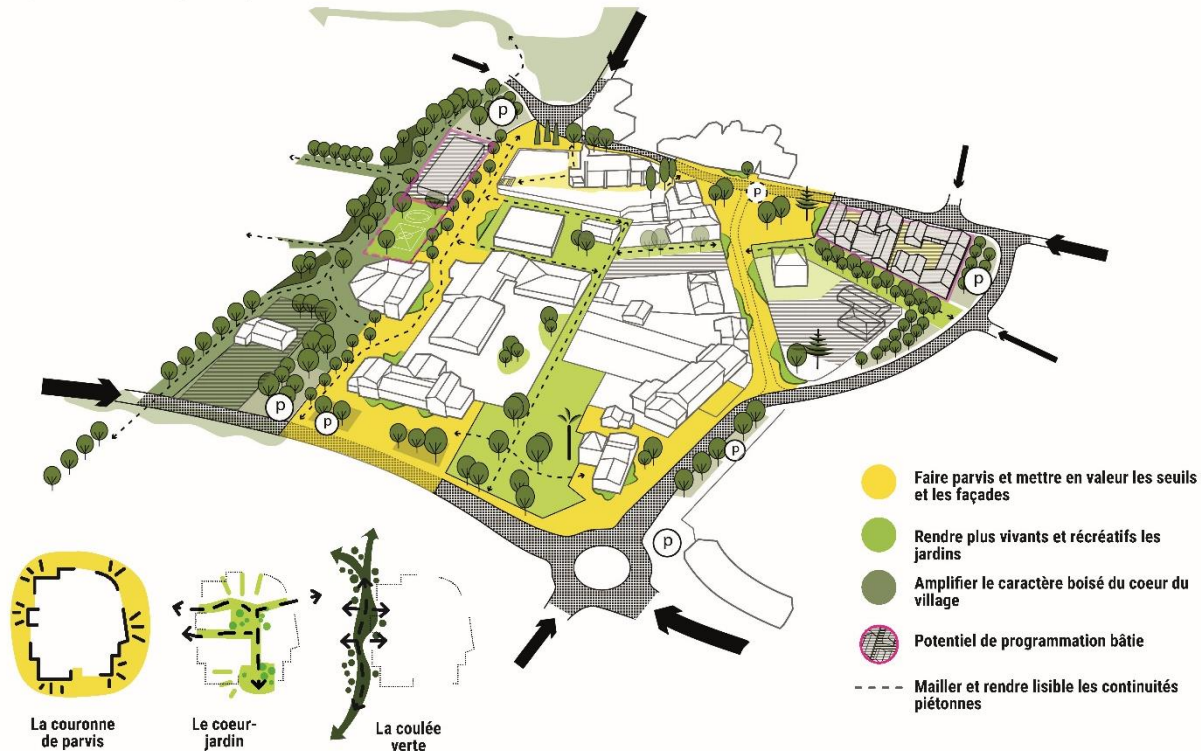 P
P
P
P
P
P
P
Faire parvis et mettre en valeur les seuils
et les façades
Rendre plus vivants et récréatifs les
jardins
Amplifier le caractère boisé du coeur du
village
Potentiel de programmation bâtie
Mailler et rendre lisible les continuités
piétonnes
La couronne
de parvis
Le coeur-
jardin
La coulée
verte